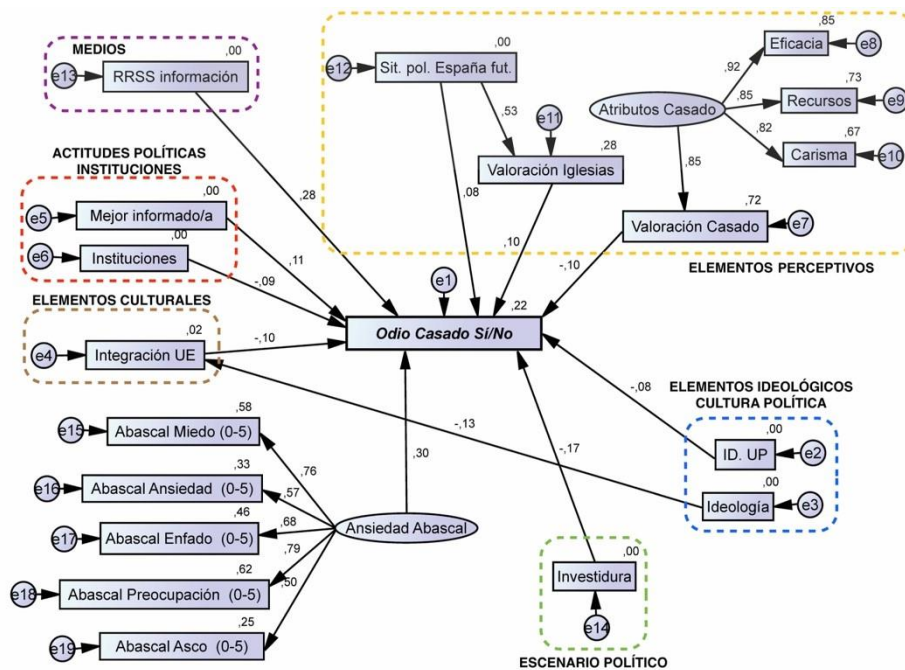 MEDIOS
,00
e13
RRSS información
,28
ACTITUDES POLÍTICAS
INSTITUCIONES
,00
e5
Mejor informado/a
,11
,00
e6
Instituciones
-,09
ELEMENTOS CULTURALES
,02
e4
Integración UE
-,10
,00
e12
Sit. pol. España fut.
,53
e11
,28
Valoración Iglesias
,08
,10
,85
Eficacia
e8
,92
Atributos Casado
,73
,85
Recursos
e9
,82
,67
Carisma
e10
,85
,72
Valoración Casado
e7
-,10
ELEMENTOS PERCEPTIVOS
e1
,22
Odio Casado Sí/No
-,08
ELEMENTOS IDEOLÓGICOS
CULTURA POLÍTICA
,00
ID. UP
e2
,00
Ideología
e3
-,13
-,17
,30
,58
e15
Abascal Miedo (0-5)
,76
,33
e16
Abascal Ansiedad (0-5)
,57
,46
e17
Abascal Enfado (0-5)
,68
Ansiedad Abascal
,79
,62
e18
Abascal Preocupación (0-5)
,50
,25
e19
Abascal Asco (0-5)
,00
Investidura
e14
ESCENARIO POLÍTICO